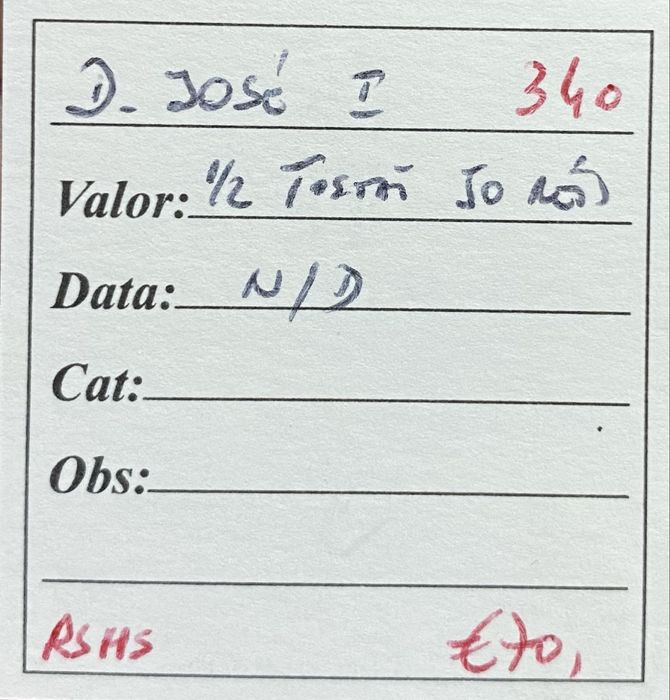 D. JOSÉ I 340
Valor: 1/2 Tostão 50 Réis
Data: N/D
Cat:
Obs:
RSHS €70,